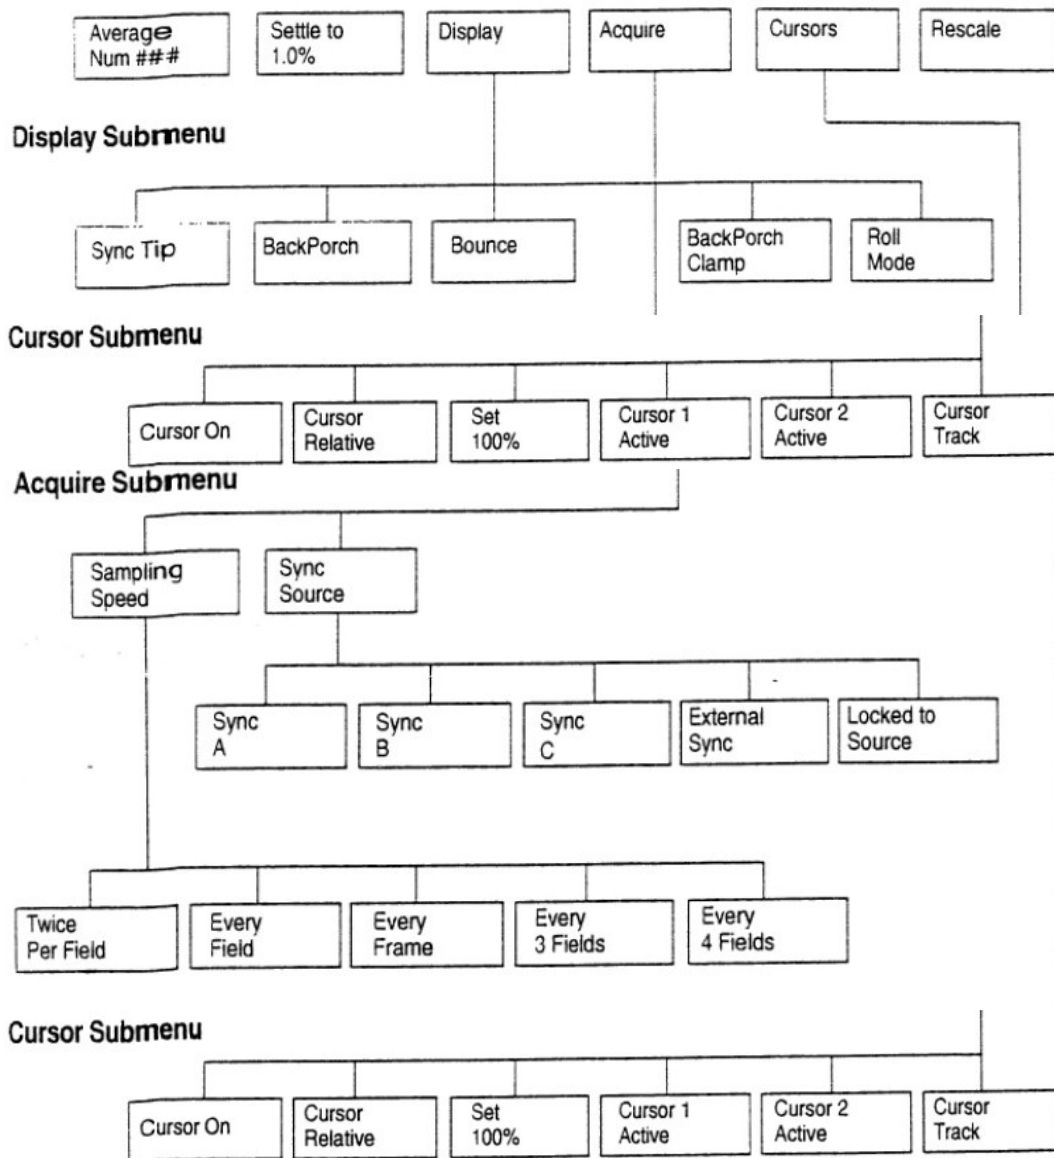 Average
Num ###
Settle to
1.0%
Display
Acquire
Cursors
Rescale
Display Submenu
Sync Tip
BackPorch
Bounce
BackPorch
Clamp
Roll
Mode
Cursor Submenu
Cursor On
Cursor
Relative
Set
100%
Cursor 1
Active
Cursor 2
Active
Cursor
Track
Acquire Submenu
Sampling
Speed
Sync
Source
Sync
A
Sync
B
Sync
C
External
Sync
Locked to
Source
Twice
Per Field
Every
Field
Every
Frame
Every
3 Fields
Every
4 Fields
Cursor Submenu
Cursor On
Cursor
Relative
Set
100%
Cursor 1
Active
Cursor 2
Active
Cursor
Track